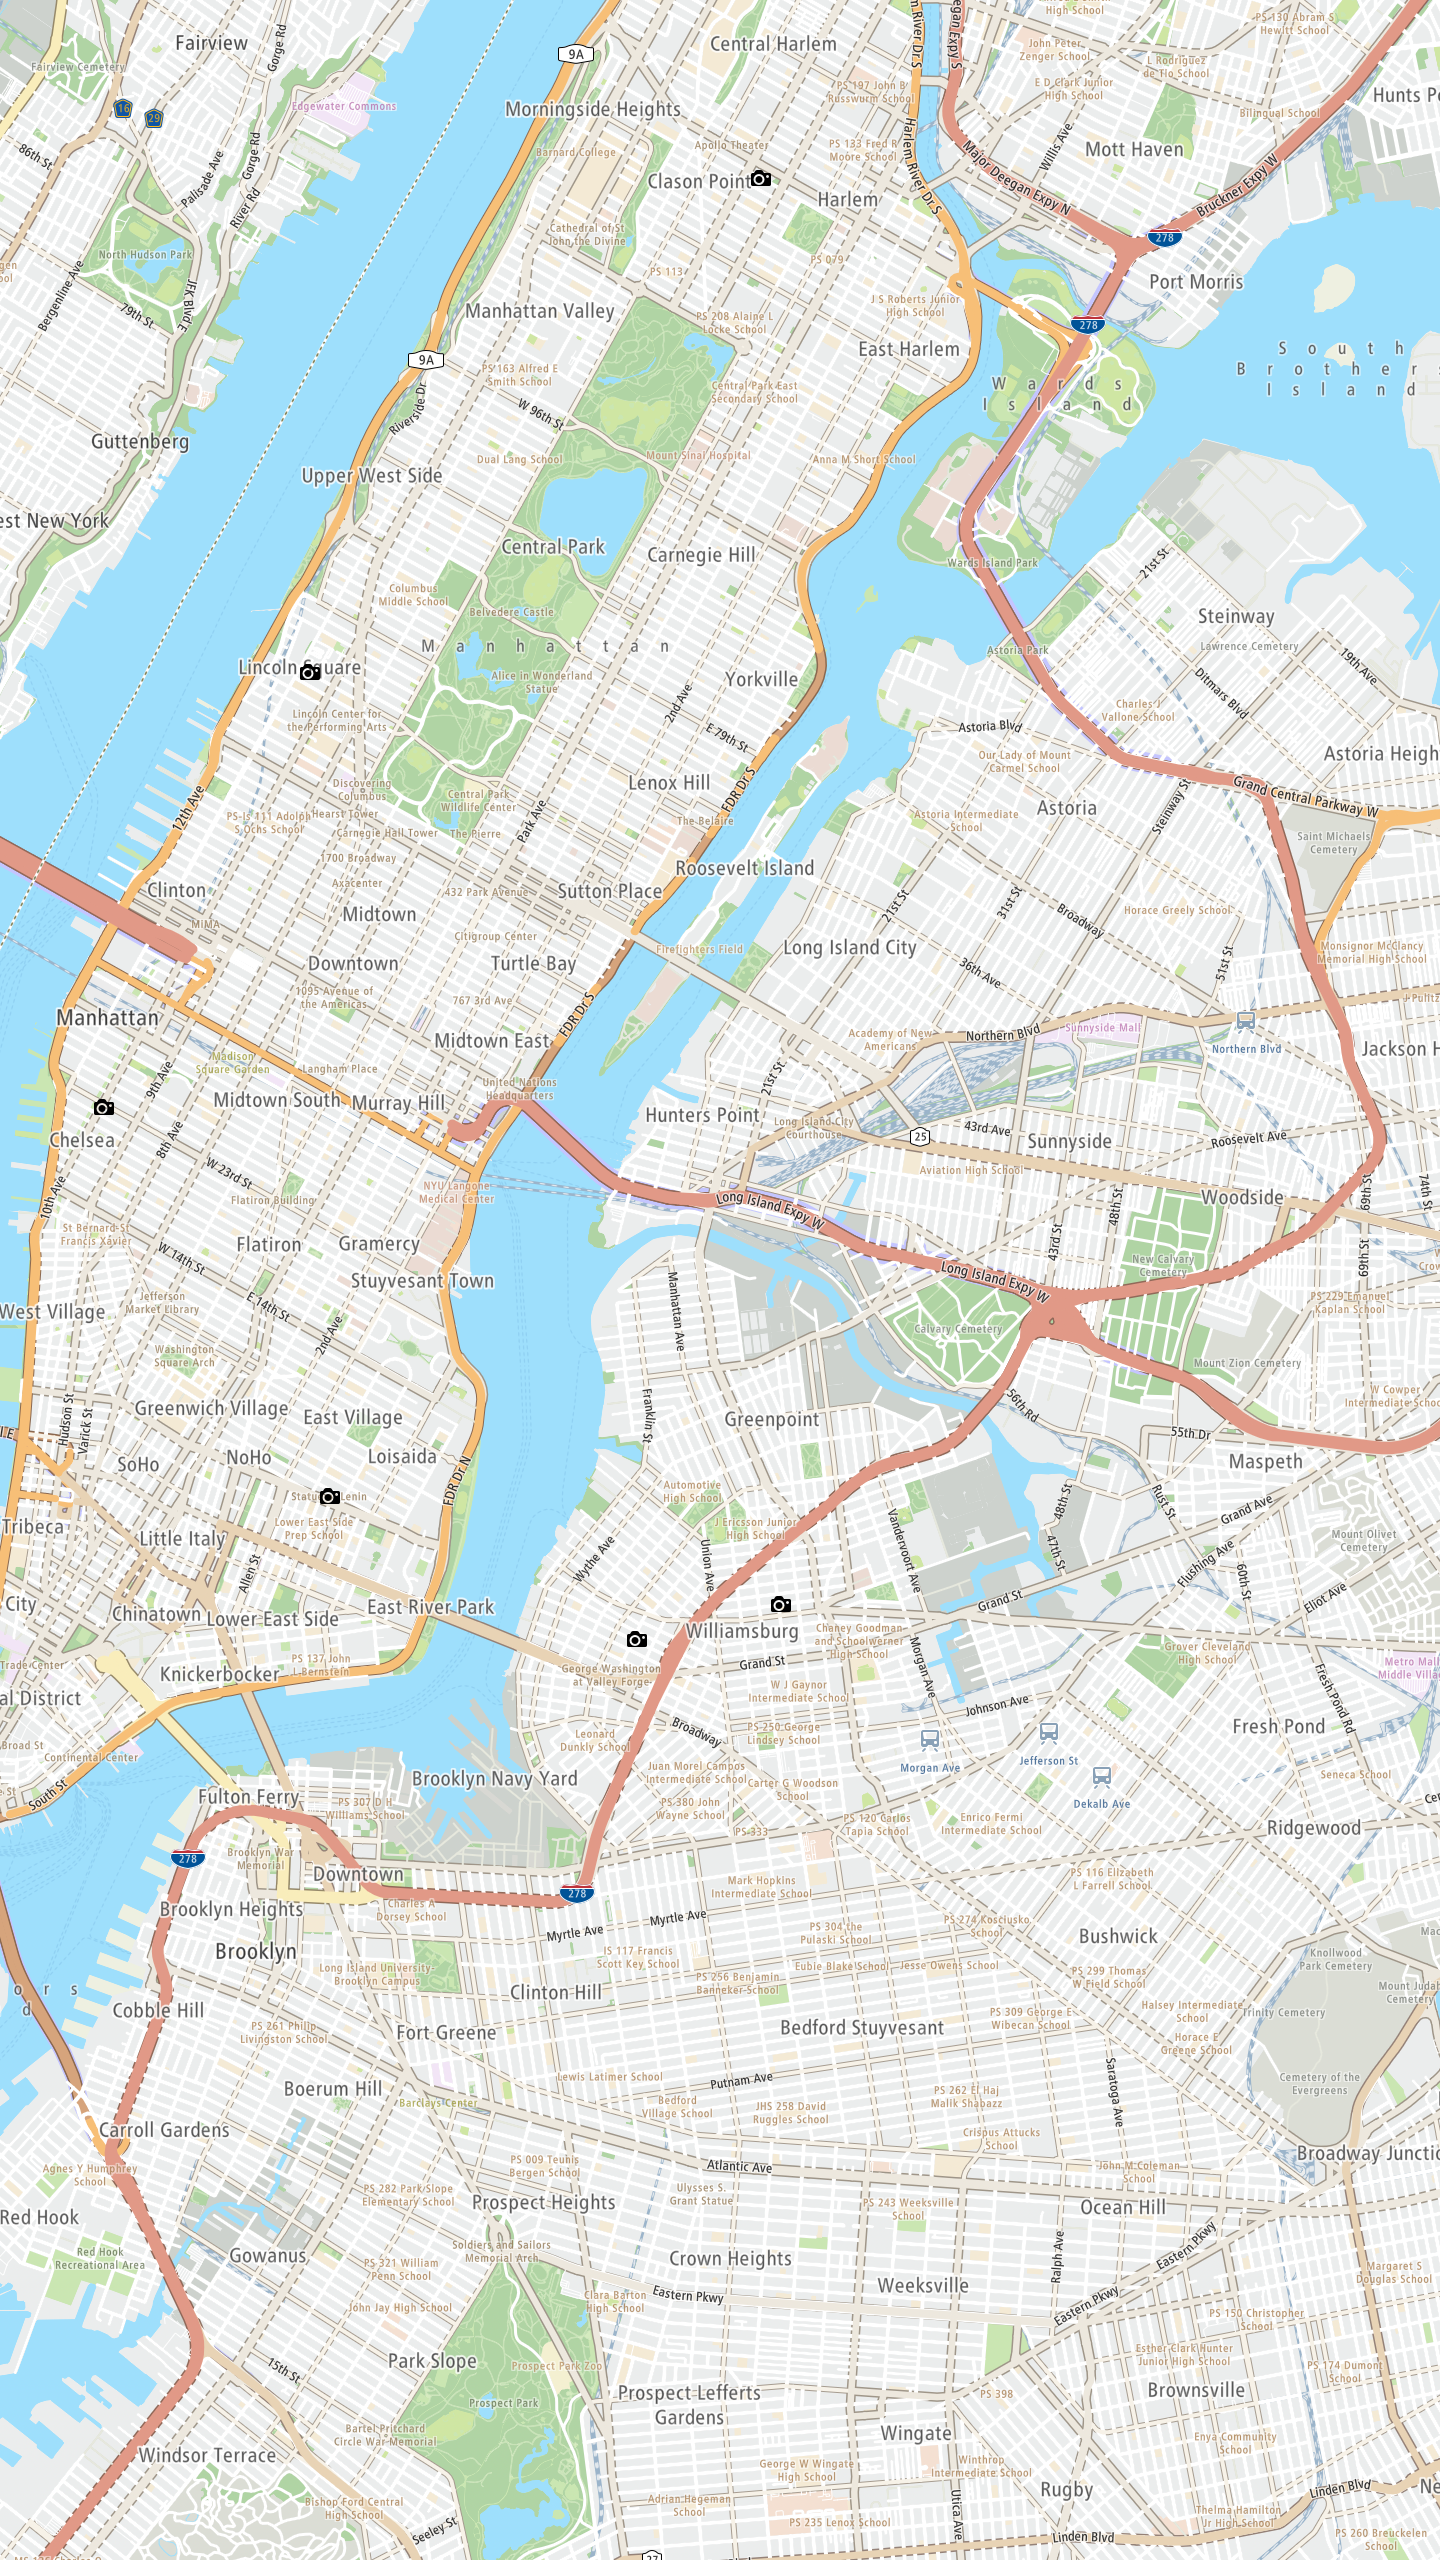 Fairview
Gorge Rd
9A
Central Harlem
PS 130 Abram S
Hewitt School
Fairview Cemetery
John Peter
Zenger School
L Rodriguez
de Flo School
Edgewater Commons
Morningside Heights
PS 197 John B
Russwurm School
E D Clark Junior
High School
16
29
Hunts
Bilingual School
86th St
Palisade Ave
Gorge Rd
River Rd
Barnard College
Apollo Theater
PS 133 Fred R
Moore School
Harlem River Dr S
Willis Ave
Mott Haven
Clason Point
Harlem
Major Deegan Expy N
Bruckner Expy W
Cathedral of St
John the Divine
North Hudson Park
PS 113
PS 079
278
Port Morris
Bergenline Ave
79th St
JFK Blvd E
Manhattan Valley
PS 208 Alaine L
Locke School
J S Roberts Junior
High School
278
East Harlem
South
Brother
Island
9A
PS 163 Alfred E
Smith School
Central Park East
Secondary School
Wards
Island
Riverside Dr
W 96th St
Guttenberg
Upper West Side
Dual Lang School
Mount Sinai Hospital
Anna M Short School
est New York
Central Park
Carnegie Hill
Wards Island Park
21st St
Columbus
Middle School
Belvedere Castle
Steinway
Lawrence Cemetery
Manhattan
Astoria Park
Lincoln Square
Alice in Wonderland
Statue
Yorkville
19th Ave
Ditmars Blvd
2nd Ave
Lincoln Center for
the Performing Arts
E 79th St
Astoria Blvd
Charles J
Vallone School
Our Lady of Mount
Carmel School
Astoria Heigh
Discovering
Columbus
Central Park
Wildlife Center
Lenox Hill
FDR Dr S
Grand Central Parkway W
12th Ave
PS-Is 111 Adolph
S Ochs School
Hearst Tower
Carnegie Hall Tower
The Pierre
Park Ave
The Belaire
Astoria
Astoria Intermediate
School
Steinway St
Saint Michaels
Cemetery
1700 Broadway
Roosevelt Island
Clinton
Axacenter
432 Park Avenue
Sutton Place
21st St
31st St
Broadway
Horace Greely School
Midtown
MIMA
Citigroup Center
Firefighters Field
Long Island City
Monsignor McClancy
Memorial High School
Downtown
Turtle Bay
36th Ave
51st St
1095 Avenue of
the Americas
767 3rd Ave
Manhattan
FDR Dr S
Midtown East
Academy of New
Americans
Northern Blvd
Sunnyside Mall
Northern Blvd
Jackson H
Madison
Square Garden
Langham Place
9th Ave
United Nations
Headquarters
21st St
Midtown South
Murray Hill
Hunters Point
Long Island City
Courthouse
25
43rd Ave
Sunnyside
Roosevelt Ave
Chelsea
8th Ave
W 23rd St
Aviation High School
10th Ave
Flatiron Building
NYU Langone
Medical Center
Long Island Expy W
48th St
Woodside
69th St
74th St
St Bernard-St
Francis Xavier
Flatiron
Gramercy
43rd St
W 14th St
Stuyvesant Town
Long Island Expy W
New Calvary
Cemetery
69th St
Manhattan Ave
Jefferson
Market Library
West Village
E 14th St
PS 229 Emanuel
Kaplan School
2nd Ave
Calvary Cemetery
Washington
Square Arch
Mount Zion Cemetery
Greenwich Village
Hudson St
Varick St
East Village
Franklin St
Greenpoint
56th Rd
W Cowper
Intermediate School
55th Dr
SoHo
NoHo
Loisaida
Maspeth
FDR Dr N
Automotive
High School
Statue Lenin
Lower East Side
Prep School
Tribeca
Little Italy
J Ericsson Junior
High School
Vandervoort Ave
48th St
Rust St
Grand Ave
Mount Olivet
Cemetery
Wythe Ave
Union Ave
47th St
Flushing Ave
Allen St
60th St
Eliot Ave
City
Chinatown
Lower East Side
East River Park
Grand St
Williamsburg
Chaney Goodman
and Schoolwerner
School
Grover Cleveland
High School
PS 137 John
L Bernstein
Knickerbocker
George Washington
at Valley Forge
Grand St
Morgan Ave
Metro Mall
Middle Villag
Trade Center
al District
W J Gaynor
Intermediate School
Johnson Ave
Fresh Pond Rd
Broad St
Continental Center
Leonard
Dunkly School
Broadway
PS 250 George
Lindsey School
Fresh Pond
Morgan Ave
Jefferson St
Juan Morel Campos
Intermediate School
South St
Brooklyn Navy Yard
Carter G Woodson
School
Dekalb Ave
Seneca School
Fulton Ferry
PS 307 D H
Williams School
PS 380 John
Wayne School
PS 120 Carlos
Tapia School
Enrico Fermi
Intermediate School
PS 333
Ridgewood
278
Brooklyn War
Memorial
Downtown
278
Mark Hopkins
Intermediate School
PS 116 Elizabeth
L Farrell School
Brooklyn Heights
Charles A
Dorsey School
Myrtle Ave
Myrtle Ave
PS 304 the
Pulaski School
PS 274 Kosciusko
School
Bushwick
Brooklyn
IS 117 Francis
Scott Key School
Eubie Blake School
Jesse Owens School
Knollwood
Park Cemetery
Long Island University-
Brooklyn Campus
Clinton Hill
PS 256 Benjamin
Banneker School
PS 299 Thomas
W Field School
Mount Judah
Cemetery
o r s
d
Cobble Hill
PS 261 Philip
Livingston School
Fort Greene
Bedford Stuyvesant
PS 309 George E
Wibecan School
Halsey Intermediate
School
Trinity Cemetery
Horace E
Greene School
Boerum Hill
Lewis Latimer School
Putnam Ave
Saratoga Ave
Cemetery of the
Evergreens
Barclays Center
Bedford
Village School
JHS 258 David
Ruggles School
PS 262 El Haj
Malik Shabazz
Carroll Gardens
Crispus Attucks
School
Agnes Y Humphrey
School
PS 009 Teunis
Bergen School
Atlantic Ave
John M Coleman
School
Broadway Junctio
PS 282 Park Slope
Elementary School
Prospect Heights
Ulysses S.
Grant Statue
PS 243 Weeksville
School
Ocean Hill
Red Hook
Red Hook
Recreational Area
Gowanus
Soldiers and Sailors
Memorial Arch
Crown Heights
Ralph Ave
Eastern Pkwy
PS 321 William
Penn School
Weeksville
Margaret S
Douglas School
John Jay High School
Clara Barton
High School
Eastern Pkwy
Eastern Pkwy
PS 150 Christopher
School
Park Slope
15th St
Prospect Park Zoo
Esther Clark Hunter
Junior High School
PS 174 Dumont
School
Prospect Park
Prospect Lefferts
Gardens
PS 398
Brownsville
Bartel Pritchard
Circle War Memorial
Wingate
Enya Community
School
Windsor Terrace
George W Wingate
High School
Winthrop
Intermediate School
Rugby
Linden Blvd
Ne
Bishop Ford Central
High School
Adrian Hegeman
School
Utica Ave
Thelma Hamilton
Jr High School
Seeley St
PS 235 Lenox School
Linden Blvd
PS 260 Breuckelen
School
27